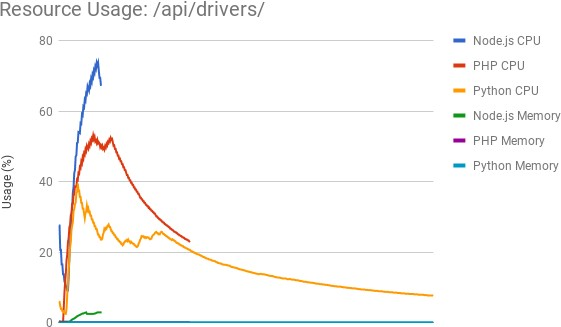 Resource Usage: /api/drivers/
Usage (%)
80
60
40
20
0
Node.js CPU
PHP CPU
Python CPU
Node.js Memory
PHP Memory
Python Memory